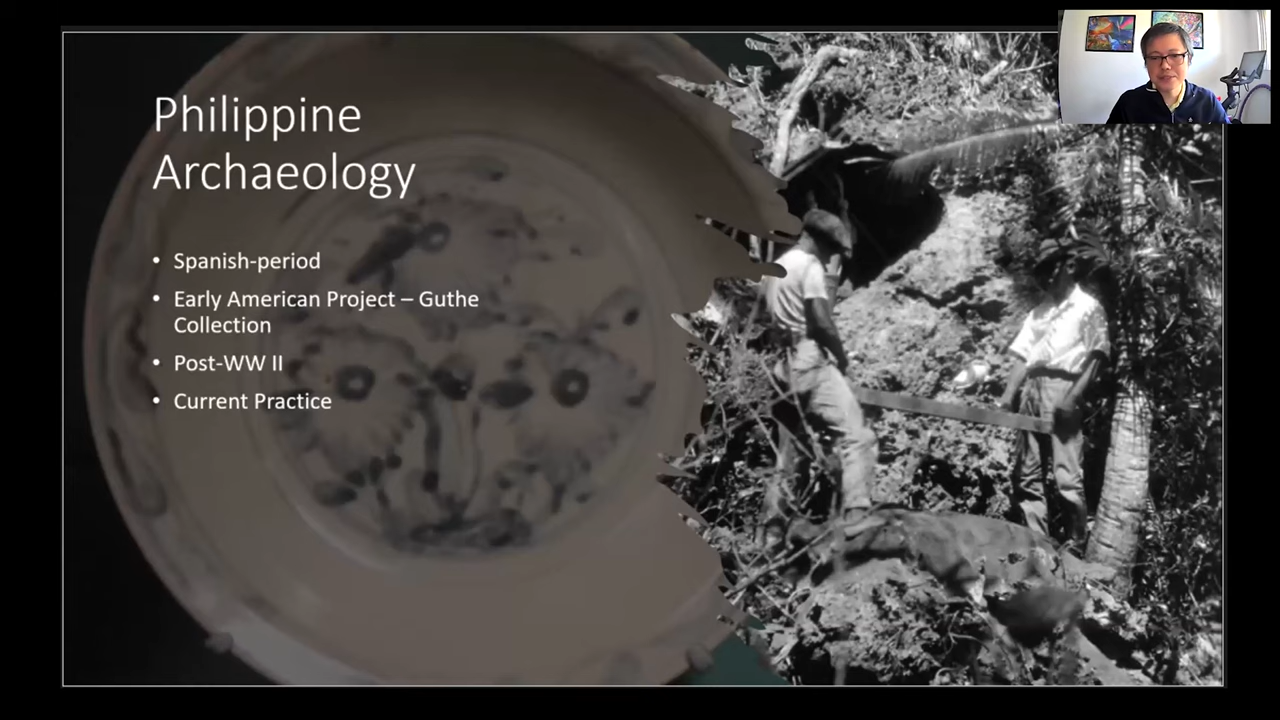 Philippine
Archaeology
• Spanish-period
• Early American Project – Guthe
Collection
• Post-WW II
• Current Practice